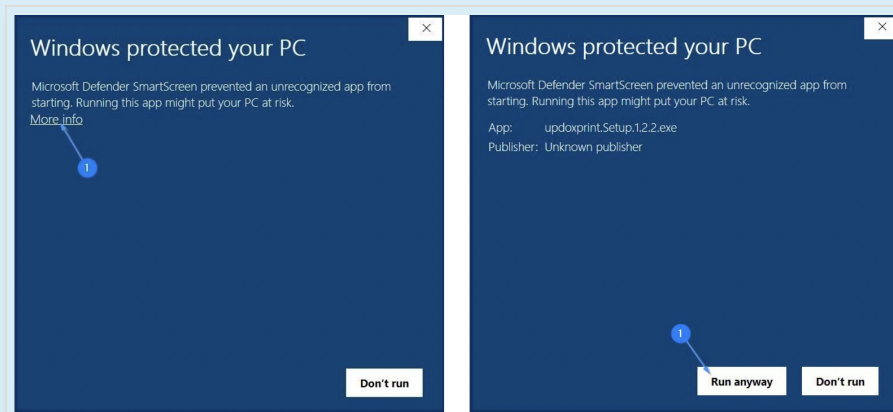 Windows protected your PC
Microsoft Defender SmartScreen prevented an unrecognized app from
starting. Running this app might put your PC at risk.
More info
1
Don't run
Windows protected your PC
Microsoft Defender SmartScreen prevented an unrecognized app from
starting. Running this app might put your PC at risk.
App: updoxprint.Setup.1.2.2.exe
Publisher: Unknown publisher
1
Run anyway Don't run